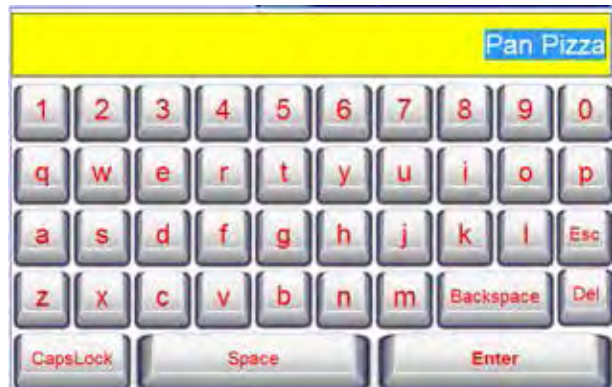 Pan Pizza
1 2 3 4 5 6 7 8 9 0
q w e r t y u i o p
a s d f g h j k l Esc
z x c v b n m Backspace Del
CapsLock Space Enter